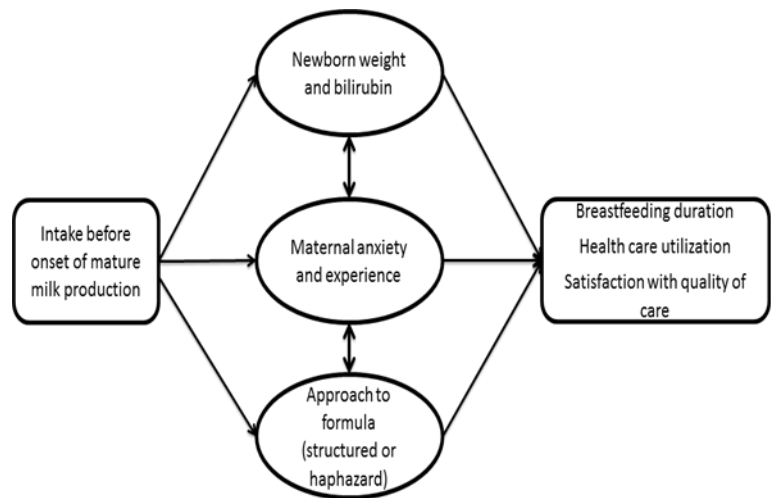 Newborn weight
and bilirubin
Intake before
onset of mature
milk production
Maternal anxiety
and experience
Breastfeeding duration
Health care utilization
Satisfaction with quality of
care
Approach to
formula
(structured or
haphazard)